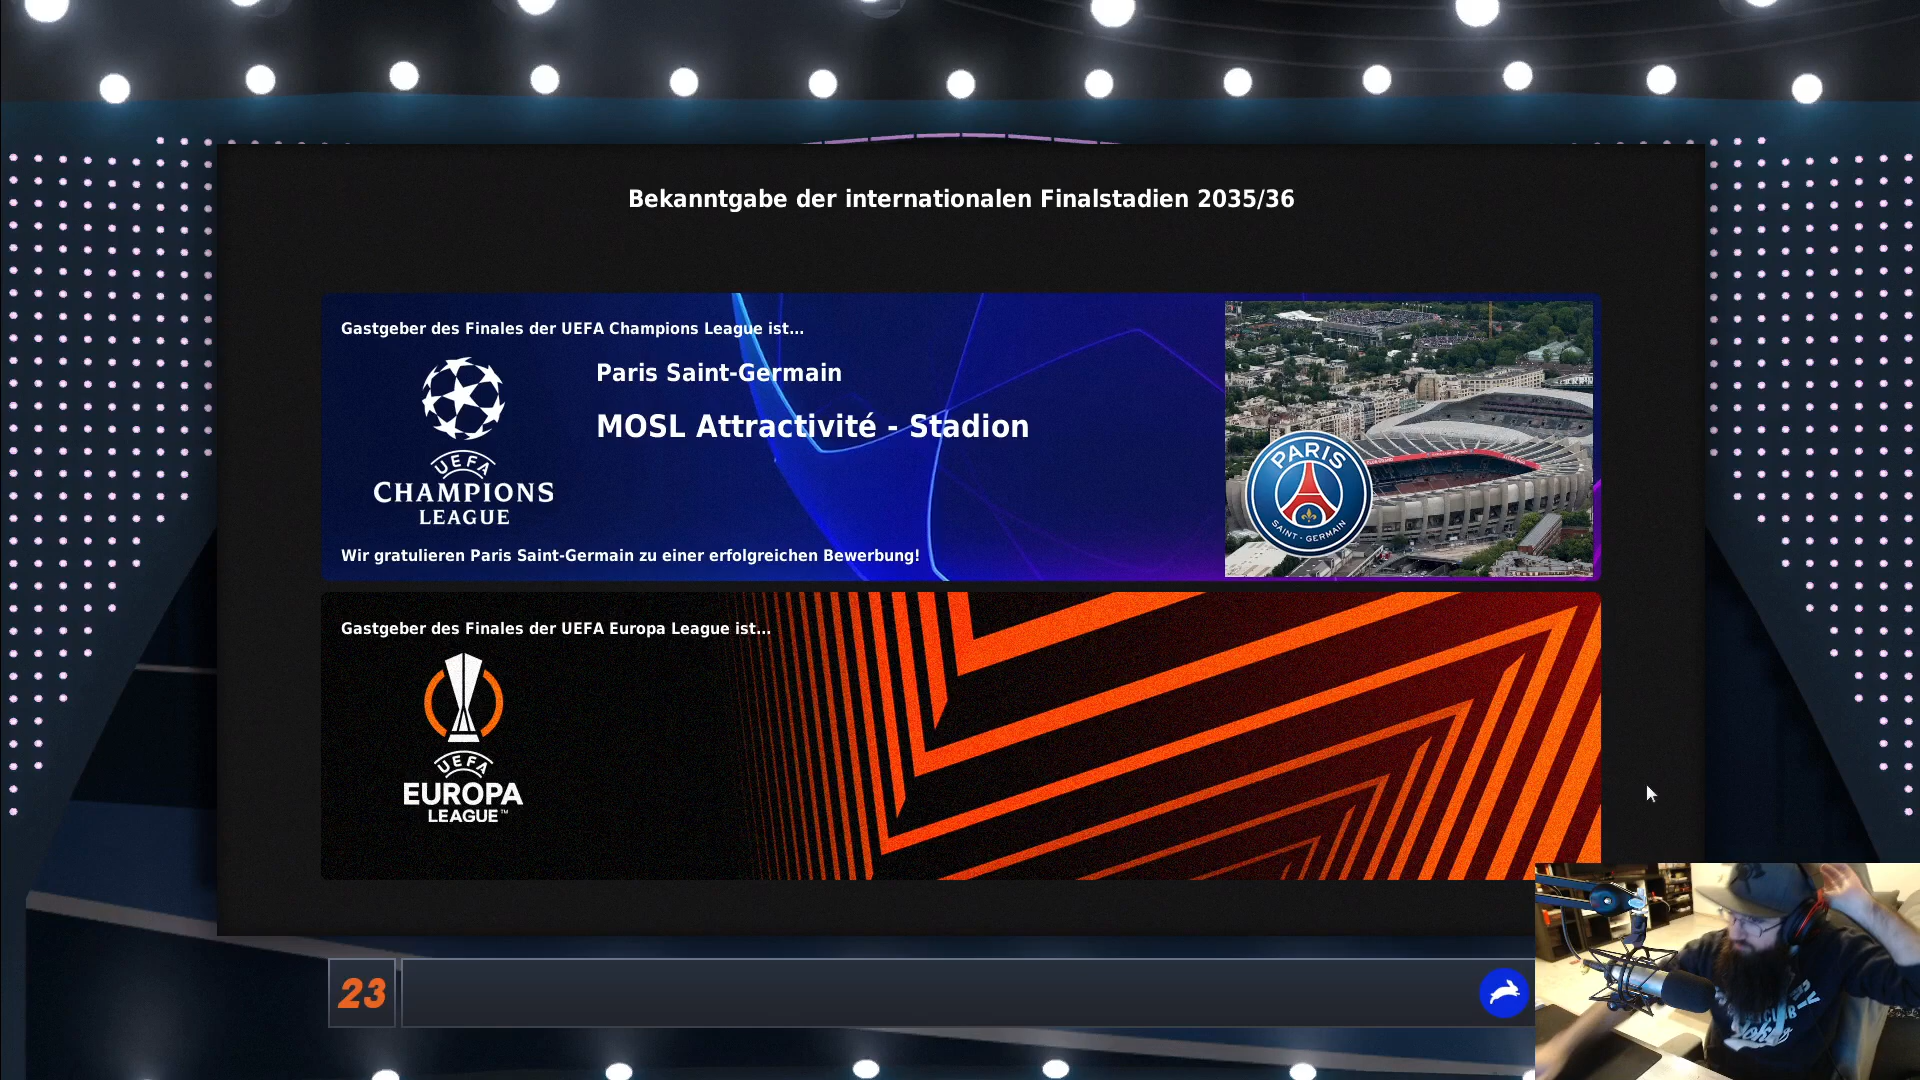 Bekanntgabe der internationalen Finalstadien 2035/36
Gastgeber des Finales der UEFA Champions League ist...
Paris Saint-Germain
MOSL Attractivité - Stadion
UEFA
CHAMPIONS
LEAGUE
PARIS
SAINT-GERMAIN
Wir gratulieren Paris Saint-Germain zu einer erfolgreichen Bewerbung!
Gastgeber des Finales der UEFA Europa League ist...
UEFA
EUROPA
LEAGUE™
23